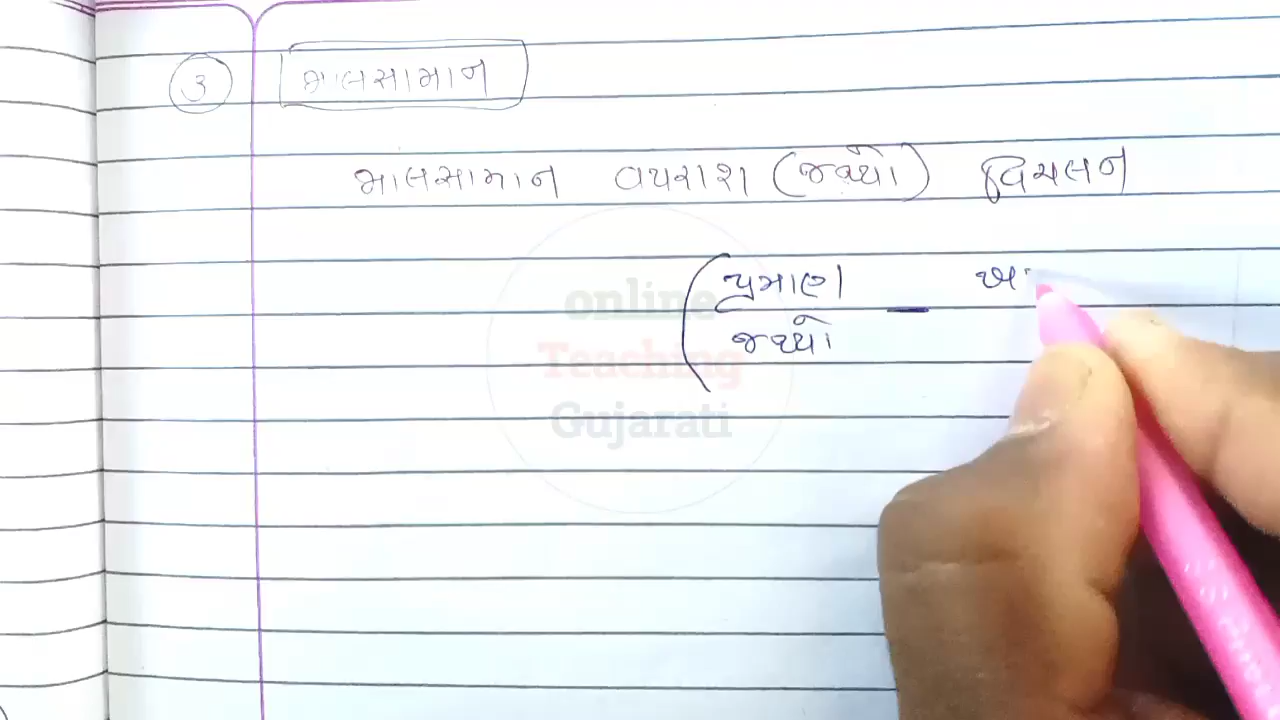 ૩ માલસામાન
માલસામાન વપરાશ (જથ્થો) વિચલન
(પ્રમાણ –
જથ્થો
online
Teaching
Gujarati